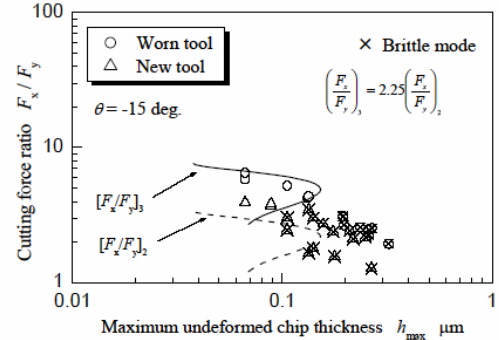 100
Worn tool
New tool
Brittle mode
(Fx/Fy)3 = 2.25(Fx/Fy)2
θ = -15 deg.
10
[Fx/Fy]3
[Fx/Fy]2
1
0.01
0.1
1
Cutting force ratio Fx / Fy
Maximum undeformed chip thickness hmax μm